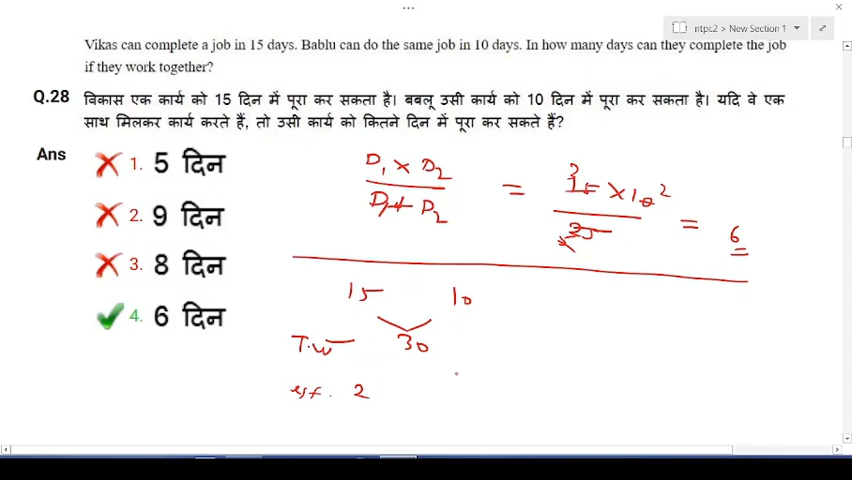 ntpc2 > New Section 1
Vikas can complete a job in 15 days. Bablu can do the same job in 10 days. In how many days can they complete the job
if they work together?
Q.28 विकास एक कार्य को 15 दिन में पूरा कर सकता है। बबलू उसी कार्य को 10 दिन में पूरा कर सकता है। यदि वे एक
साथ मिलकर कार्य करते हैं, तो उसी कार्य को कितने दिन में पूरा कर सकते हैं?
Ans
1. 5 दिन
2. 9 दिन
3. 8 दिन
4. 6 दिन
D₁ × D₂
D₁ + D₂
=
3
15 × 10 2
25
= 6
15 10
T.W 30
eff. 2